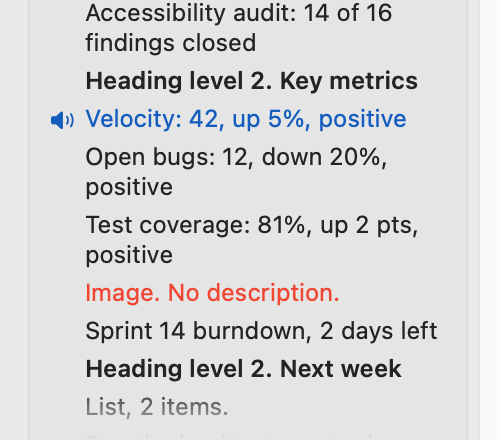 Accessibility audit: 14 of 16
findings closed
Heading level 2. Key metrics
Velocity: 42, up 5%, positive
Open bugs: 12, down 20%,
positive
Test coverage: 81%, up 2 pts,
positive
Image. No description.
Sprint 14 burndown, 2 days left
Heading level 2. Next week
List, 2 items.